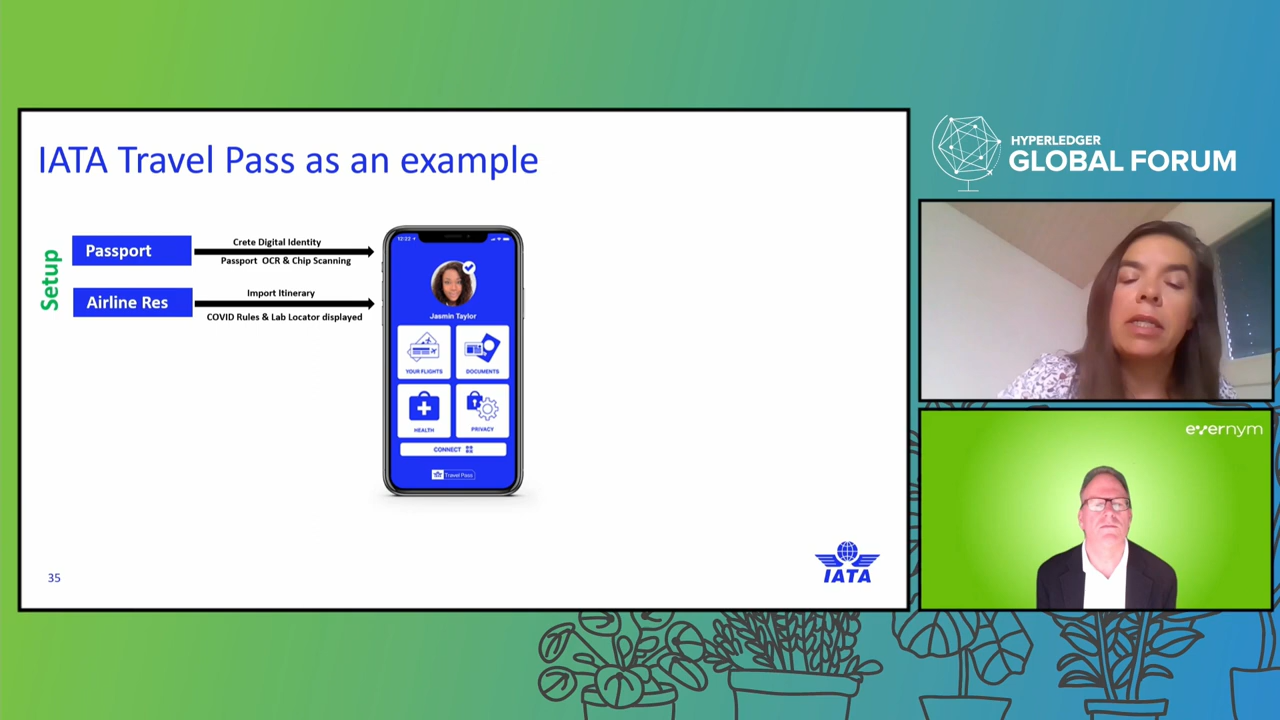 IATA Travel Pass as an example
HYPERLEDGER
GLOBAL FORUM
Setup
Passport
Crete Digital Identity
Passport OCR & Chip Scanning
Airline Res
Import Itinerary
COVID Rules & Lab Locator displayed
12:22
Jasmin Taylor
YOUR FLIGHTS
DOCUMENTS
HEALTH
PRIVACY
CONNECT
Travel Pass
evernym
35
IATA